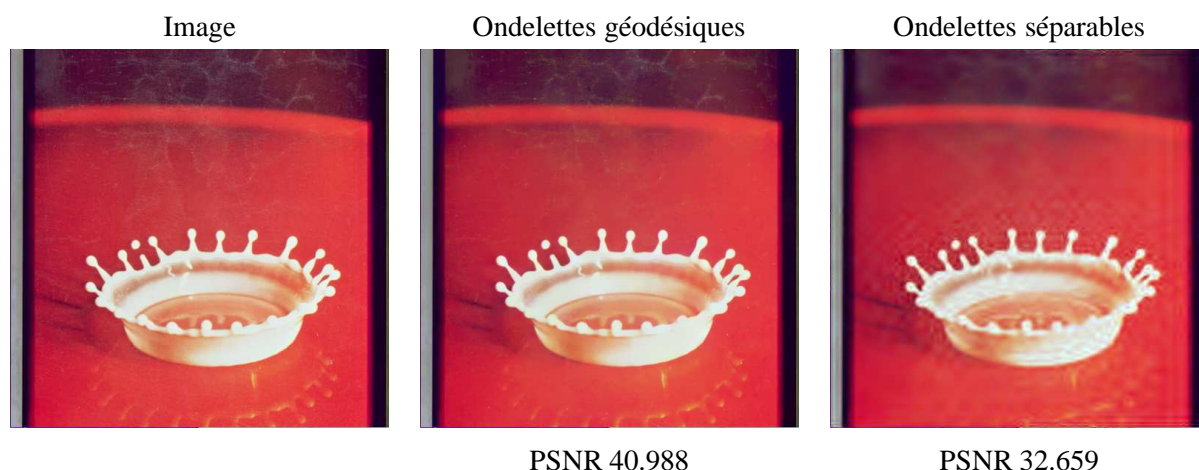 Image
Ondelettes géodésiques
Ondelettes séparables
PSNR 40.988
PSNR 32.659